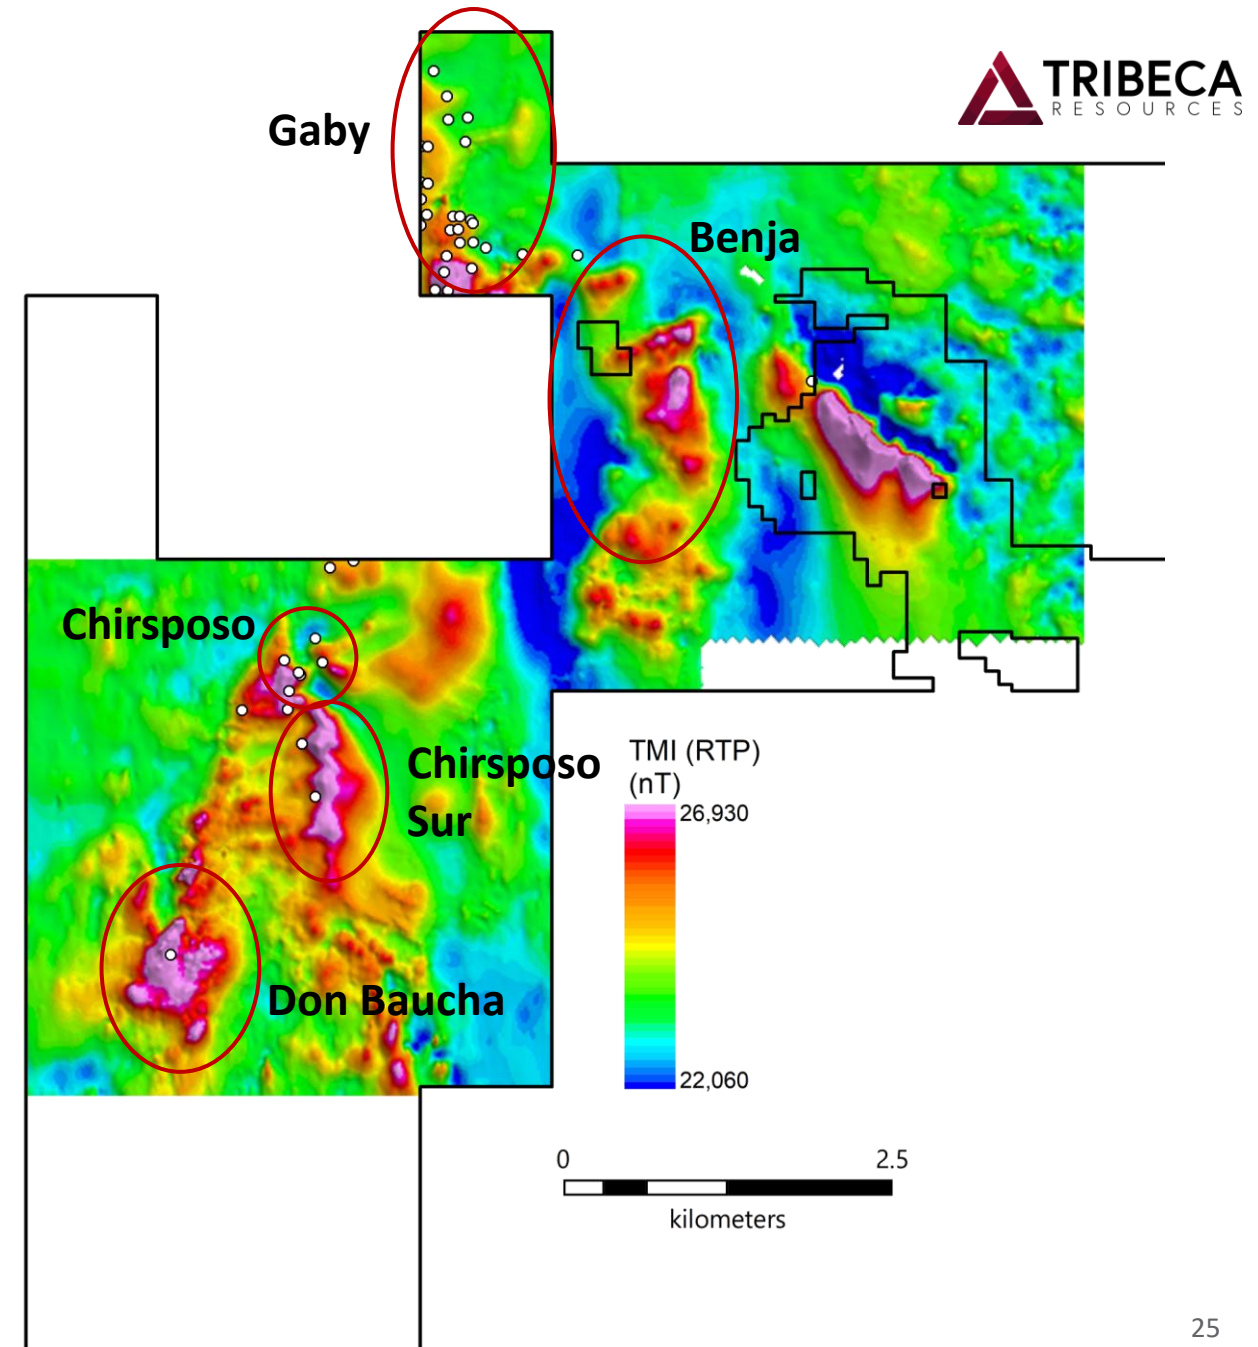 TRIBECA
RESOURCES
Gaby
Benja
Chirsposo
Chirsposo
Sur
TMI (RTP)
(nT)
26,930
22,060
Don Baucha
0 2.5
kilometers
25